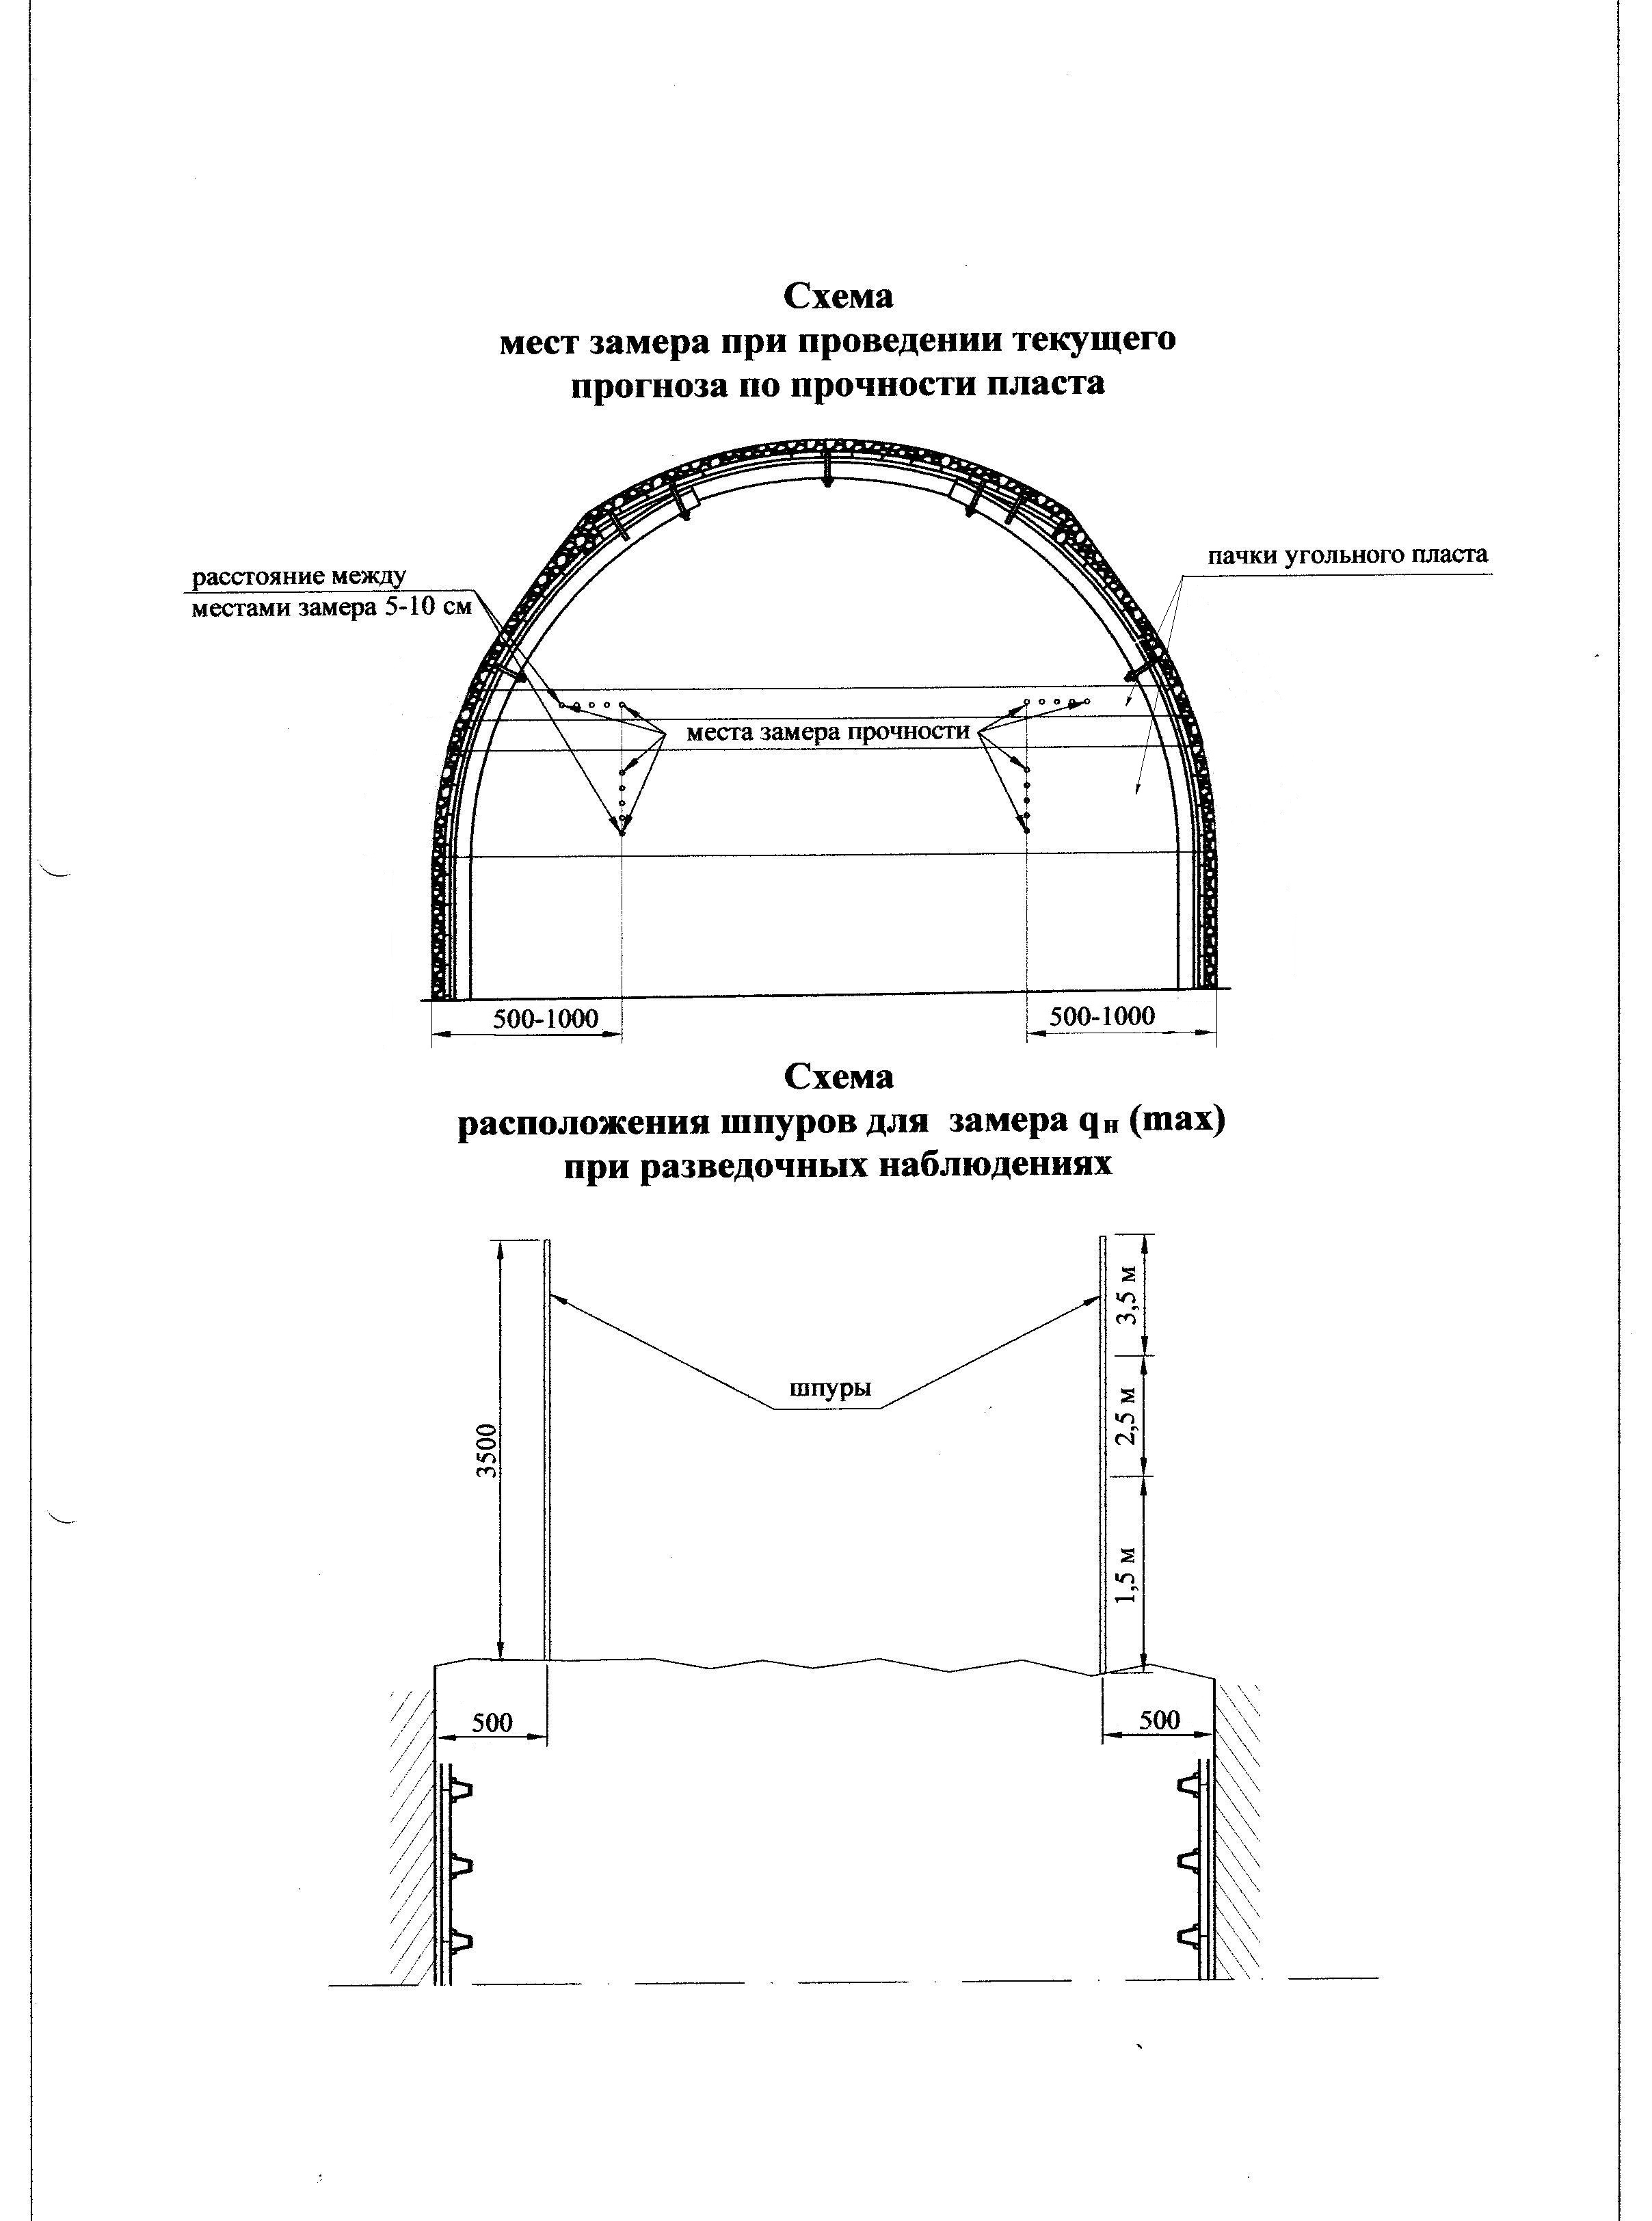 Схема
мест замера при проведении текущего
прогноза по прочности пласта
пачки угольного пласта
расстояние между
местами замера 5-10 см
места замера прочности
500-1000
500-1000
Схема
расположения шпуров для замера qн (max)
при разведочных наблюдениях
3,5 м
шпуры
2,5 м
3500
1,5 м
500
500